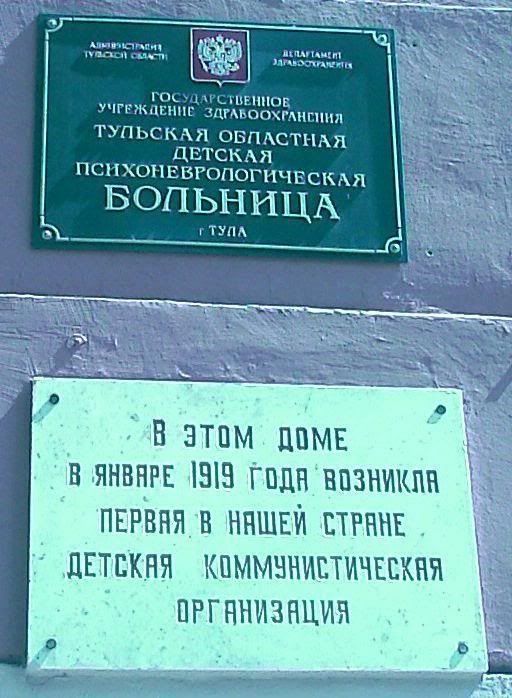 АДМИНИСТРАЦИЯ
ТУЛЬСКОЙ ОБЛАСТИ
ДЕПАРТАМЕНТ
ЗДРАВООХРАНЕНИЯ
ГОСУДАРСТВЕННОЕ
УЧРЕЖДЕНИЕ ЗДРАВООХРАНЕНИЯ
ТУЛЬСКАЯ ОБЛАСТНАЯ
ДЕТСКАЯ
ПСИХОНЕВРОЛОГИЧЕСКАЯ
БОЛЬНИЦА
г ТУЛА
В ЭТОМ ДОМЕ
В ЯНВАРЕ 1919 ГОДА ВОЗНИКЛА
ПЕРВАЯ В НАШЕЙ СТРАНЕ
ДЕТСКАЯ КОММУНИСТИЧЕСКАЯ
ОРГАНИЗАЦИЯ